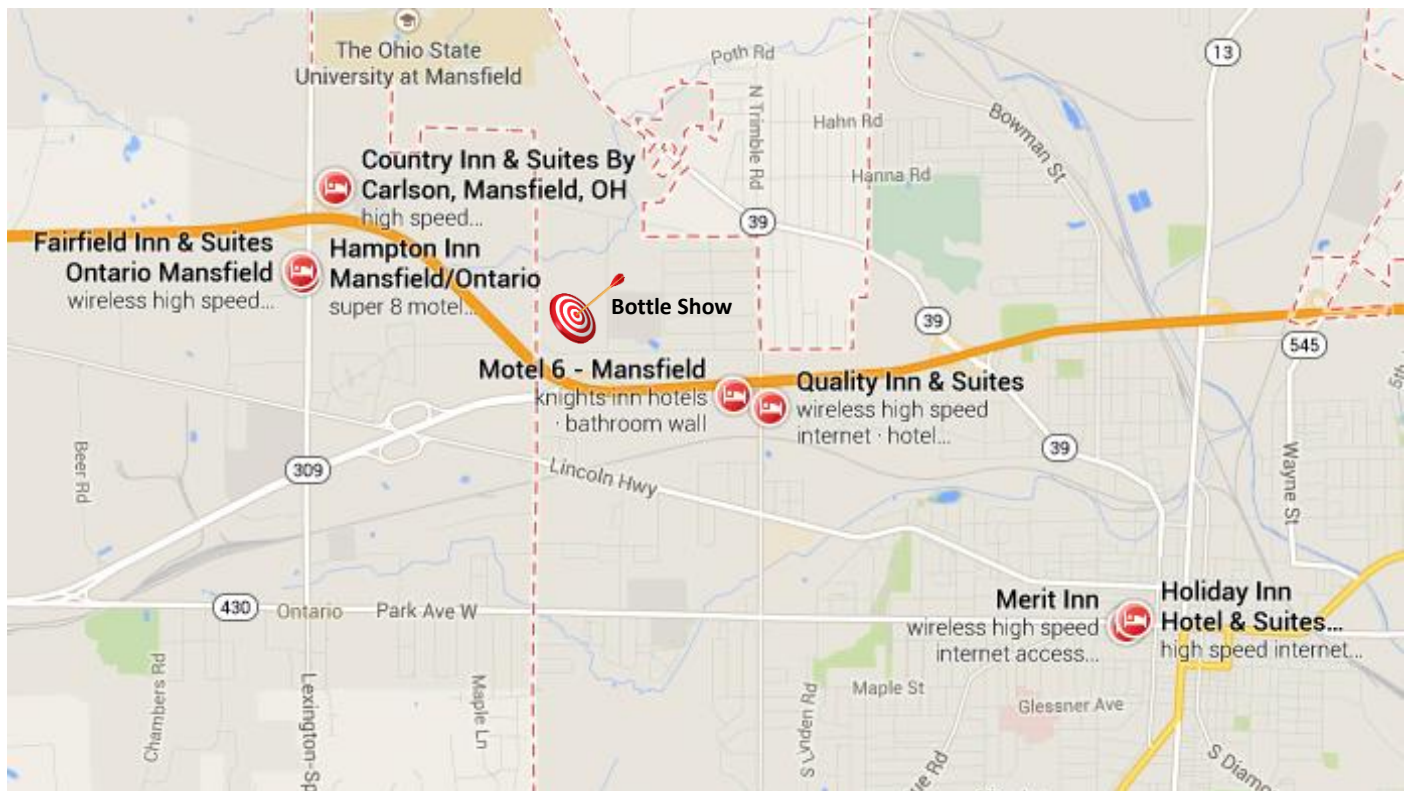 The Ohio State
University at Mansfield
Poth Rd
13
N Trimble Rd
Hahn Rd
Bowman St
Country Inn & Suites By
Carlson, Mansfield, OH
high speed...
Hanna Rd
39
Fairfield Inn & Suites
Ontario Mansfield
wireless high speed...
Hampton Inn
Mansfield/Ontario
super 8 motel...
Bottle Show
39
545
Motel 6 - Mansfield
knights inn hotels
· bathroom wall
Quality Inn & Suites
wireless high speed
internet · hotel...
39
Beer Rd
309
Lincoln Hwy
Wayne St
430
Ontario
Park Ave W
Merit Inn
wireless high speed
internet access...
Holiday Inn
Hotel & Suites...
high speed internet...
Chambers Rd
Lexington-Sp
Maple Ln
S Linden Rd
Maple St
Glessner Ave
S Diamo